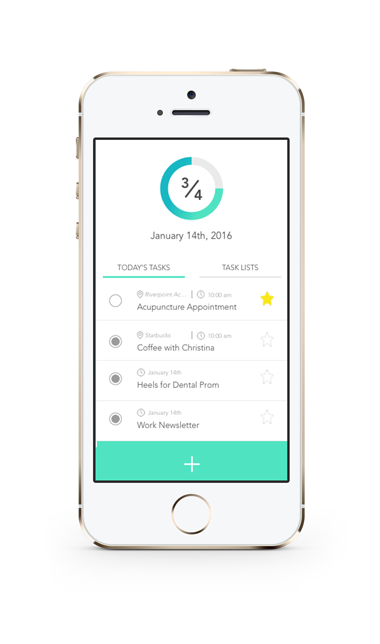 3/4
January 14th, 2016
TODAY'S TASKS
TASK LISTS
Riverpoint Ac... | 10:00 am
Acupuncture Appointment
Starbucks | 10:00 am
Coffee with Christina
January 14th
Heels for Dental Prom
January 14th
Work Newsletter
+